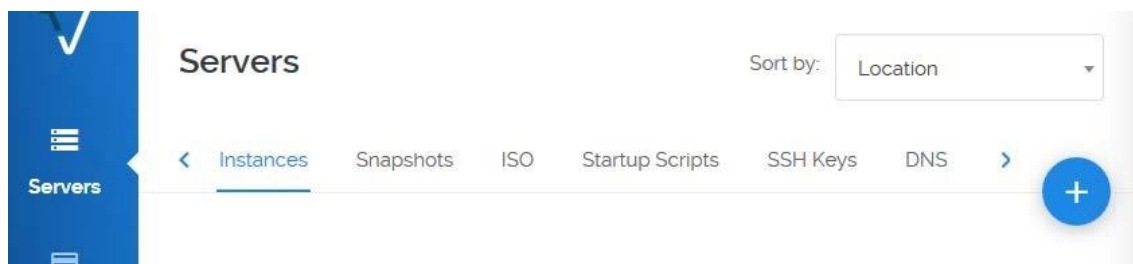 Servers
Sort by: Location
Servers
Instances Snapshots ISO Startup Scripts SSH Keys DNS